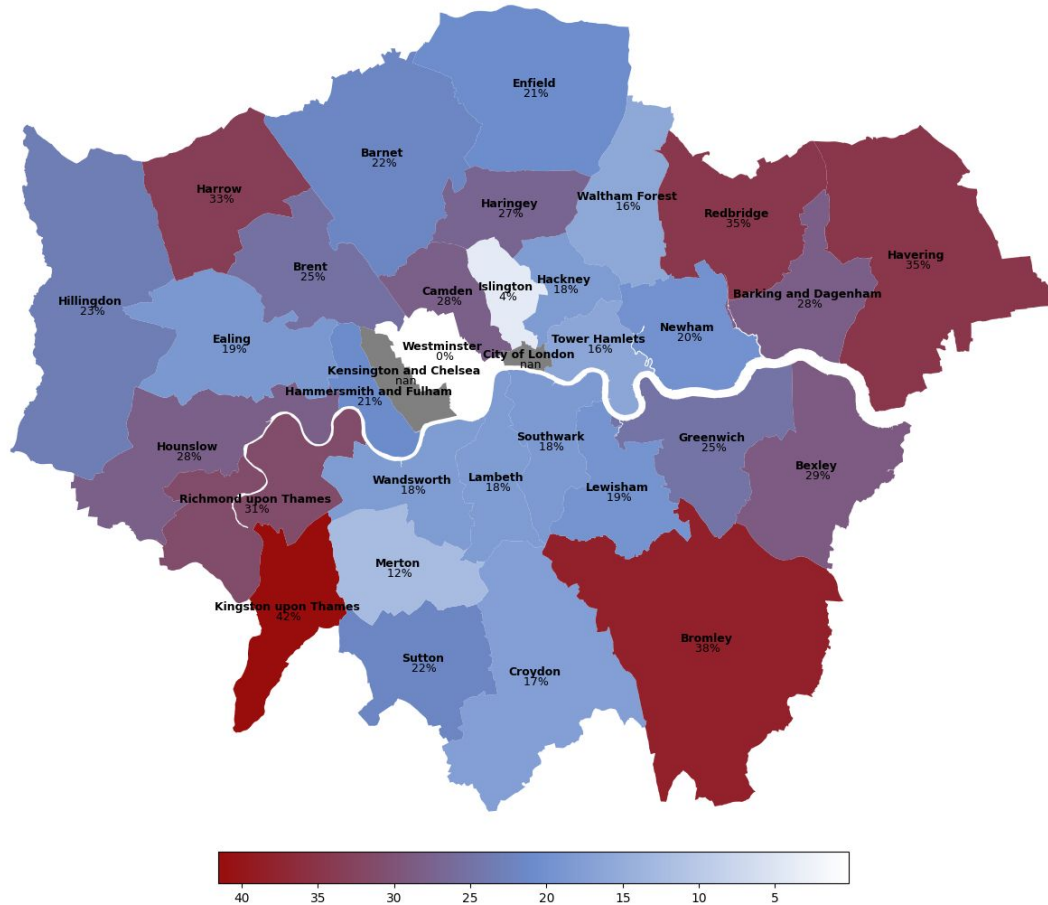 Enfield
21%
Barnet
22%
Harrow
33%
Haringey
27%
Waltham Forest
16%
Redbridge
35%
Havering
35%
Brent
25%
Camden
28%
Islington
4%
Hackney
18%
Barking and Dagenham
28%
Hillingdon
23%
Ealing
19%
Westminster
0%
City of London
nan
Tower Hamlets
16%
Newham
20%
Kensington and Chelsea
nan
Hammersmith and Fulham
21%
Hounslow
28%
Southwark
18%
Greenwich
25%
Bexley
29%
Richmond upon Thames
31%
Wandsworth
18%
Lambeth
18%
Lewisham
19%
Merton
12%
Kingston upon Thames
42%
Sutton
22%
Croydon
17%
Bromley
38%
40 35 30 25 20 15 10 5